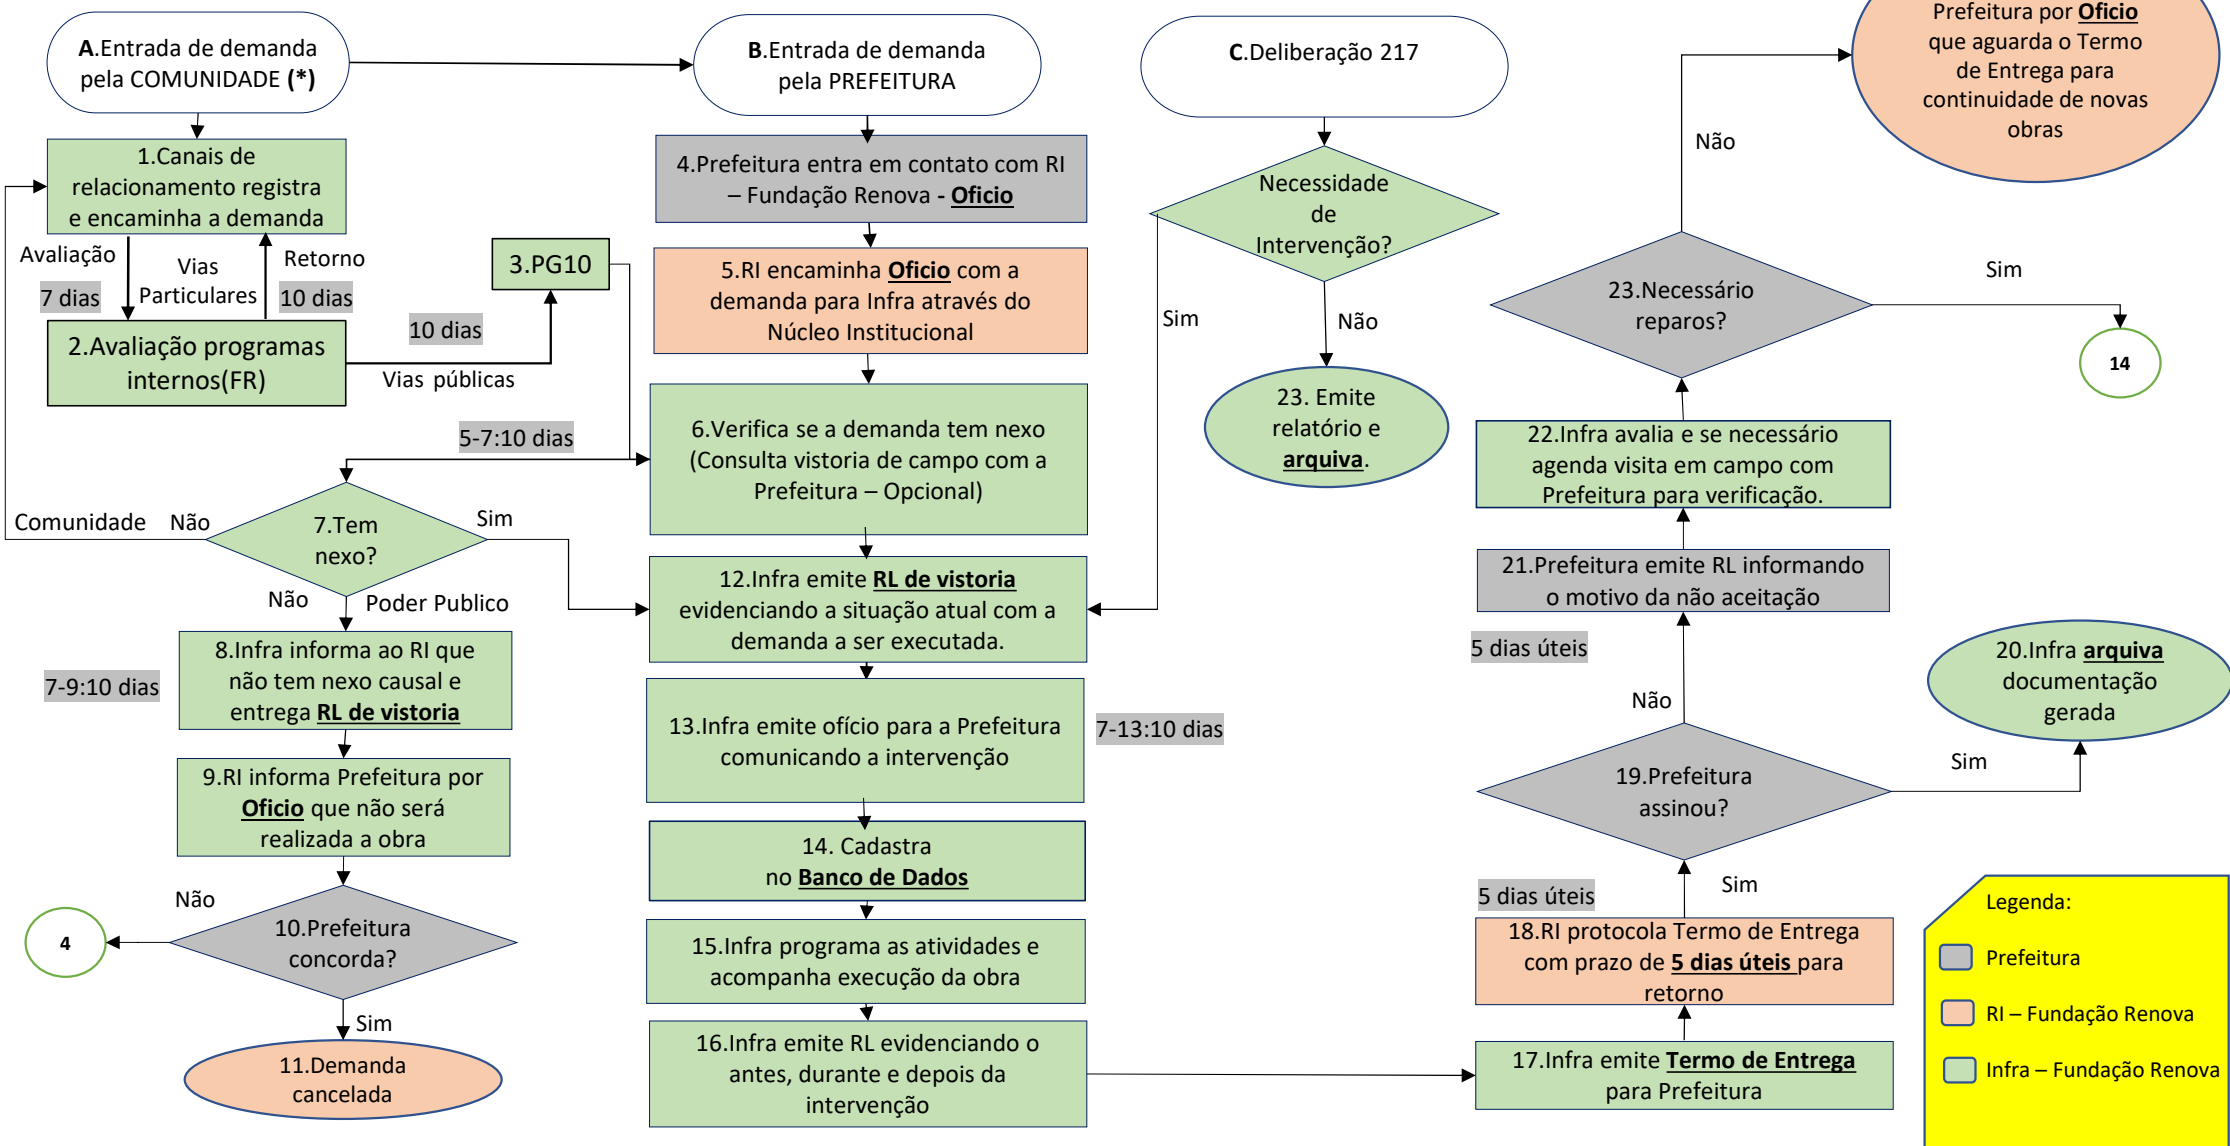 A.Entrada de demanda
pela COMUNIDADE (*)
1.Canais de
relacionamento registra
e encaminha a demanda
Avaliação
7 dias
Vias
Particulares
Retorno
10 dias
2.Avaliação programas
internos(FR)
10 dias
Vias públicas
3.PG10
5-7:10 dias
7.Tem
nexo?
Comunidade
Não
Sim
Não
Poder Publico
8.Infra informa ao RI que
não tem nexo causal e
entrega RL de vistoria
7-9:10 dias
9.RI informa Prefeitura por
Oficio que não será
realizada a obra
Não
4
10.Prefeitura
concorda?
Sim
11.Demanda
cancelada
B.Entrada de demanda
pela PREFEITURA
4.Prefeitura entra em contato com RI
– Fundação Renova - Oficio
5.RI encaminha Oficio com a
demanda para Infra através do
Núcleo Institucional
6.Verifica se a demanda tem nexo
(Consulta vistoria de campo com a
Prefeitura – Opcional)
12.Infra emite RL de vistoria
evidenciando a situação atual com a
demanda a ser executada.
13.Infra emite ofício para a Prefeitura
comunicando a intervenção
7-13:10 dias
14. Cadastra
no Banco de Dados
15.Infra programa as atividades e
acompanha execução da obra
16.Infra emite RL evidenciando o
antes, durante e depois da
intervenção
C.Deliberação 217
Necessidade
de
Intervenção?
Sim
Não
23. Emite
relatório e
arquiva.
Prefeitura por Oficio
que aguarda o Termo
de Entrega para
continuidade de novas
obras
Não
23.Necessário
reparos?
Sim
14
22.Infra avalia e se necessário
agenda visita em campo com
Prefeitura para verificação.
21.Prefeitura emite RL informando
o motivo da não aceitação
5 dias úteis
Não
20.Infra arquiva
documentação
gerada
19.Prefeitura
assinou?
Sim
5 dias úteis
Sim
18.RI protocola Termo de Entrega
com prazo de 5 dias úteis para
retorno
17.Infra emite Termo de Entrega
para Prefeitura
Legenda:
Prefeitura
RI – Fundação Renova
Infra – Fundação Renova